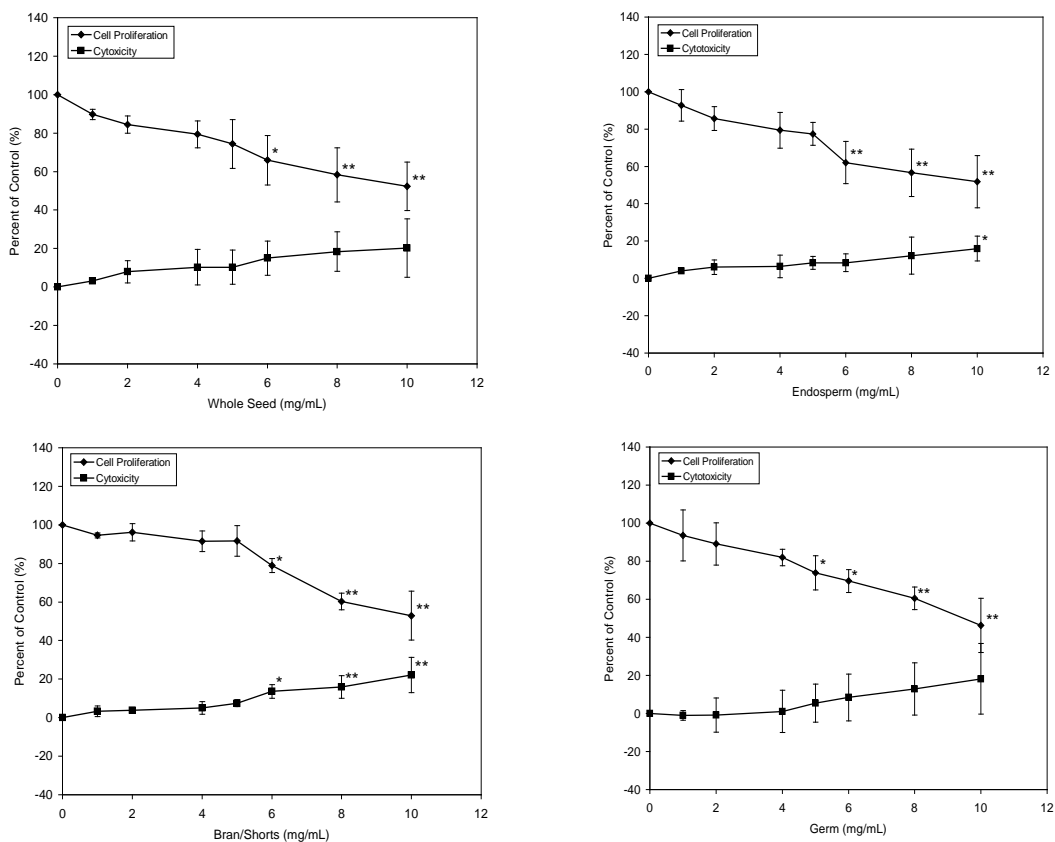 140
120
100
80
60
40
20
0
-20
-40
Percent of Control (%)
Cell Proliferation
Cytoxicity
*
**
**
0 2 4 6 8 10 12
Whole Seed (mg/mL)
140
120
100
80
60
40
20
0
-20
-40
Percent of Control (%)
Cell Proliferation
Cytotoxicity
**
**
**
*
0 2 4 6 8 10 12
Endosperm (mg/mL)
140
120
100
80
60
40
20
0
-20
-40
Percent of Control (%)
Cell Proliferation
Cytoxicity
*
**
**
*
**
**
0 2 4 6 8 10 12
Bran/Shorts (mg/mL)
140
120
100
80
60
40
20
0
-20
-40
Percent of Control (%)
Cell Proliferation
Cytotoxicity
*
*
**
**
0 2 4 6 8 10 12
Germ (mg/mL)